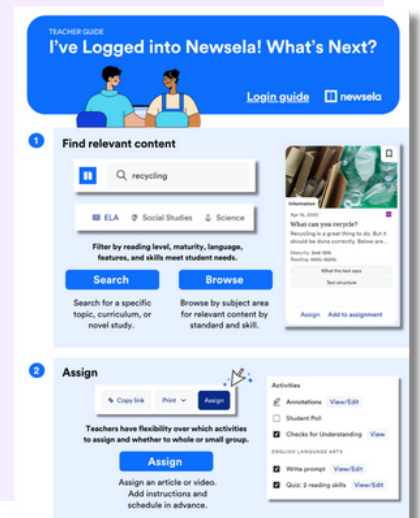 TEACHER GUIDE
I've Logged into Newsela! What's Next?
Login guide
newsela
1
Find relevant content
recycling
ELA
Social Studies
Science
Filter by reading level, maturity, language,
features, and skills meet student needs.
Search
Browse
Search for a specific
topic, curriculum, or
novel study.
Browse by subject area
for relevant content by
standard and skill.
Information
Apr 16, 2020
What can you recycle?
Recycling is a great thing to do. But it
should be done correctly. Below are...
What the text says
Text structure
Assign
Add to assignment
2
Assign
Copy link
Print
Assign
Teachers have flexibility over which activities
to assign and whether to whole or small group.
Assign
Assign an article or video.
Add instructions and
schedule in advance.
Activities
Annotations View/Edit
Student Poll
Checks for Understanding View
ENGLISH LANGUAGE ARTS
Write prompt View/Edit
Quiz: 2 reading skills View/Edit